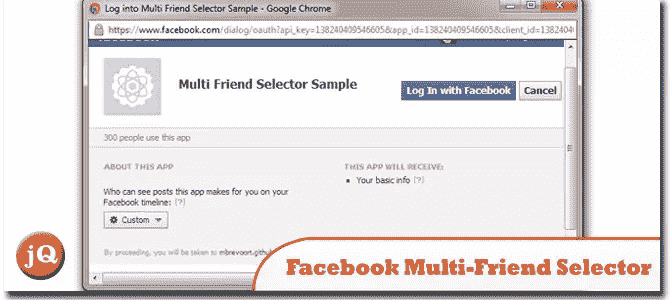 Log into Multi Friend Selector Sample - Google Chrome
https://www.facebook.com/dialog/oauth?api_key=138240409546605&app_id=138240409546605&client_id=13824040
Multi Friend Selector Sample
Log In with Facebook
Cancel
300 people use this app
ABOUT THIS APP
Who can see posts this app makes for you on your
Facebook timeline: [?]
Custom
THIS APP WILL RECEIVE:
Your basic info [?]
By proceeding, you will be taken to mbrevoort.github
jQ
Facebook Multi-Friend Selector